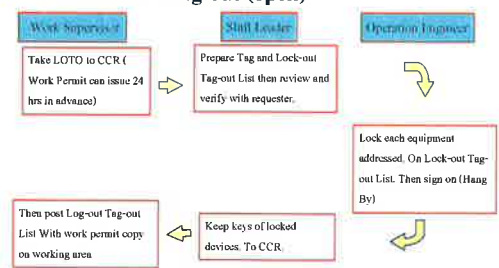 Work Supervisor
Shift Leader
Operation Engineer
Take LOTO to CCR (
Work Permit can issue 24
hrs in advance)
Prepare Tag and Lock-out
Tag-out List then review and
verify with requester.
Lock each equipment
addressed. On Lock-out Tag-
out List. Then sign on (Hang
By)
Keep keys of locked
devices. To CCR.
Then post Log-out Tag-out
List With work permit copy
on working area